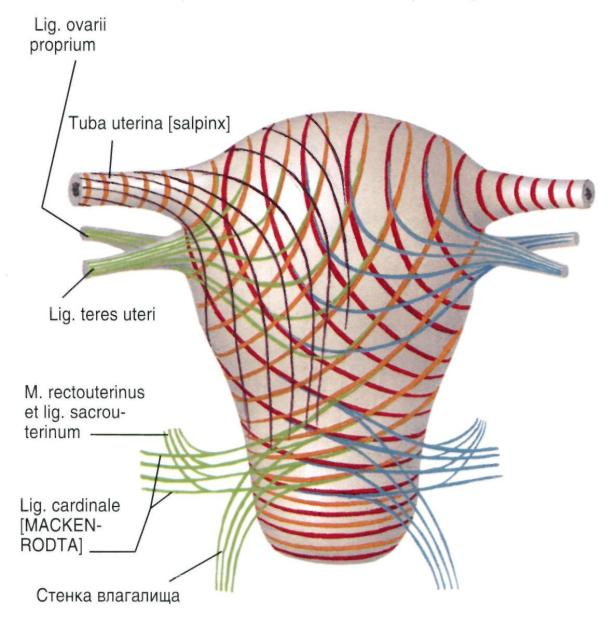 Lig. ovarii
proprium
Tuba uterina [salpinx]
Lig. teres uteri
M. rectouterinus
et lig. sacrou-
terinum
Lig. cardinale
[MACKEN-
RODTA]
Стенка влагалища